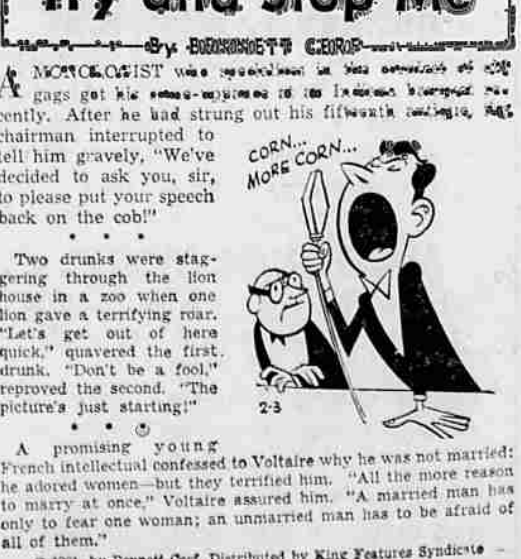 Try and Stop Me
By
A
gags got his
cently. After he had strung out his fifteenth
chairman interrupted to
tell him gravely, "We've
decided to ask you, sir,
to please put your speech
back on the cob!"
* * *
Two drunks were stag-
gering through the lion
house in a zoo when one
lion gave a terrifying roar.
"Let's get out of here
quick," quavered the first
drunk. "Don't be a fool,"
reproved the second. "The
picture's just starting!"
* * *
A promising young
French intellectual confessed to Voltaire why he was not married:
he adored women—but they terrified him. "All the more reason
to marry at once," Voltaire assured him. "A married man has
only to fear one woman; an unmarried man has to be afraid of
all of them."
by Bennett Cerf. Distributed by King Features Syndicate
CORN...
MORE CORN...
2-3